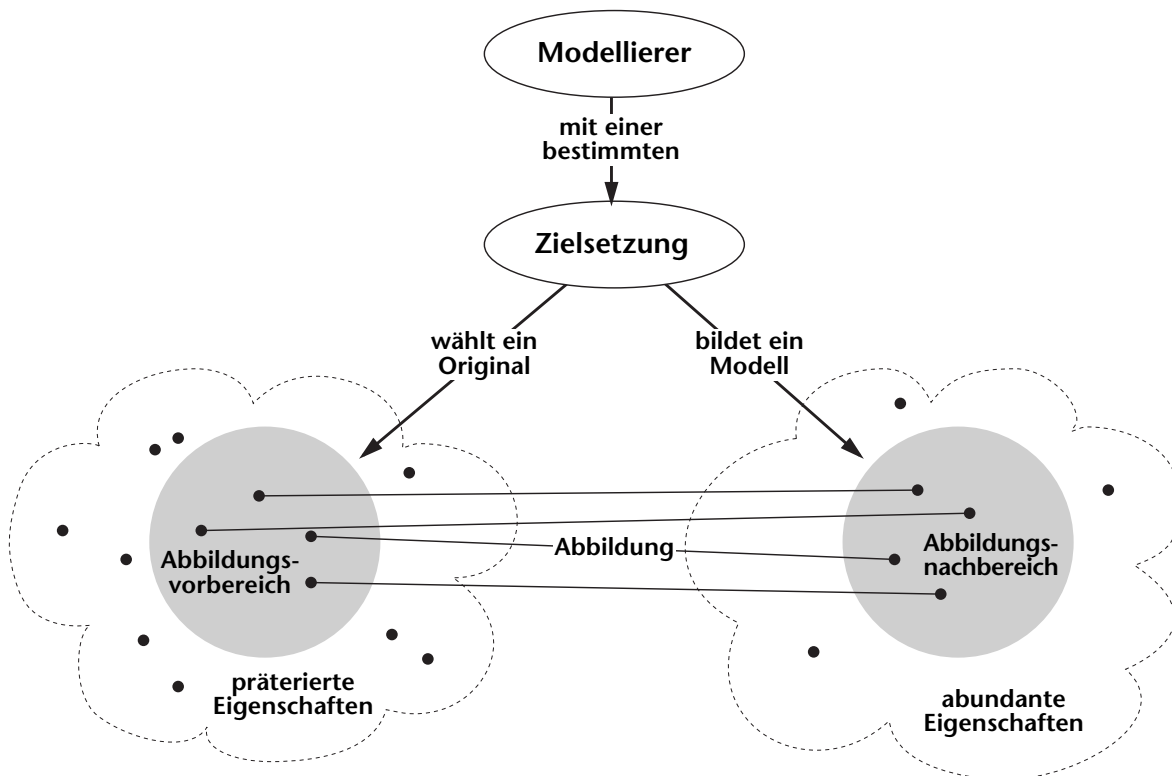 Modellierer
mit einer
bestimmten
Zielsetzung
wählt ein
Original
bildet ein
Modell
Abbildungs-
vorbereich
Abbildung
Abbildungs-
nachbereich
präterierte
Eigenschaften
abundante
Eigenschaften